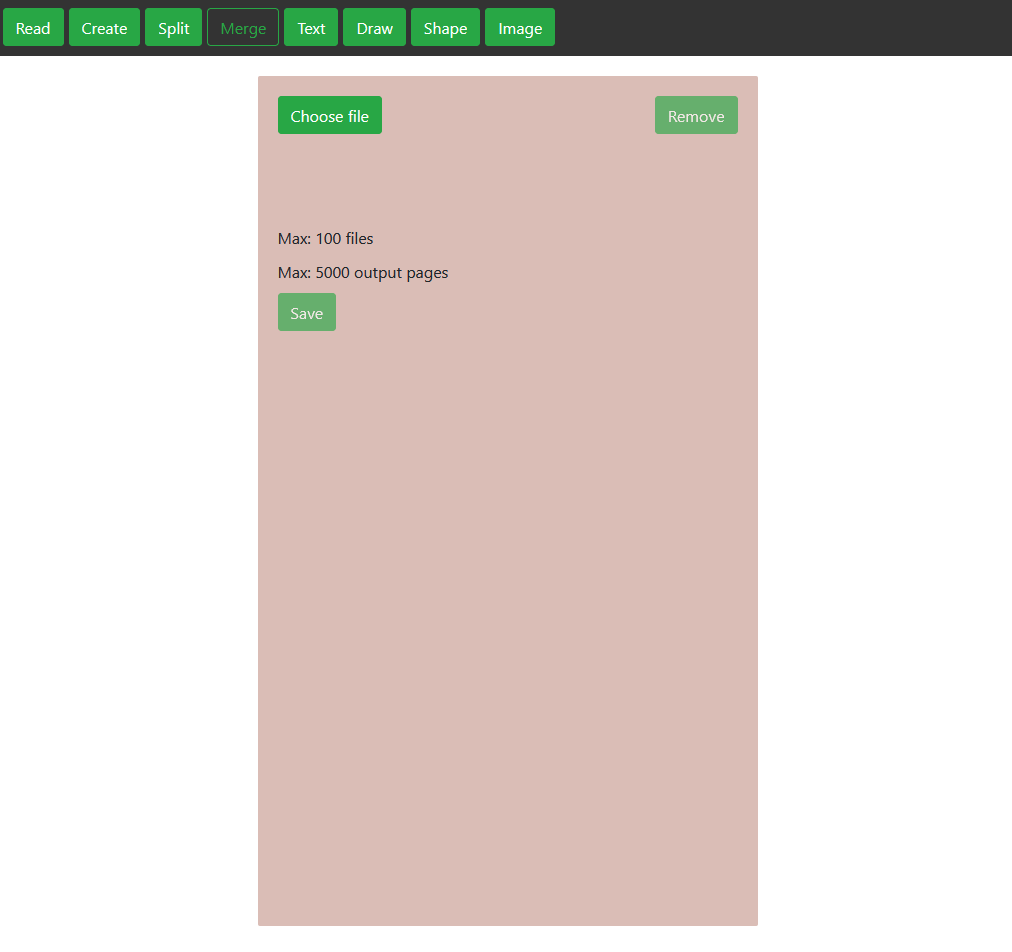 Read Create Split Merge Text Draw Shape Image
Choose file Remove
Max: 100 files
Max: 5000 output pages
Save